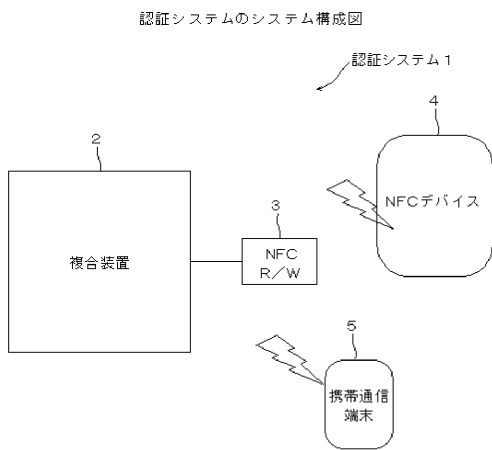 認証システムのシステム構成図
認証システム1
4
2
NFCデバイス
3
NFC
R/W
複合装置
5
携帯通信
端末